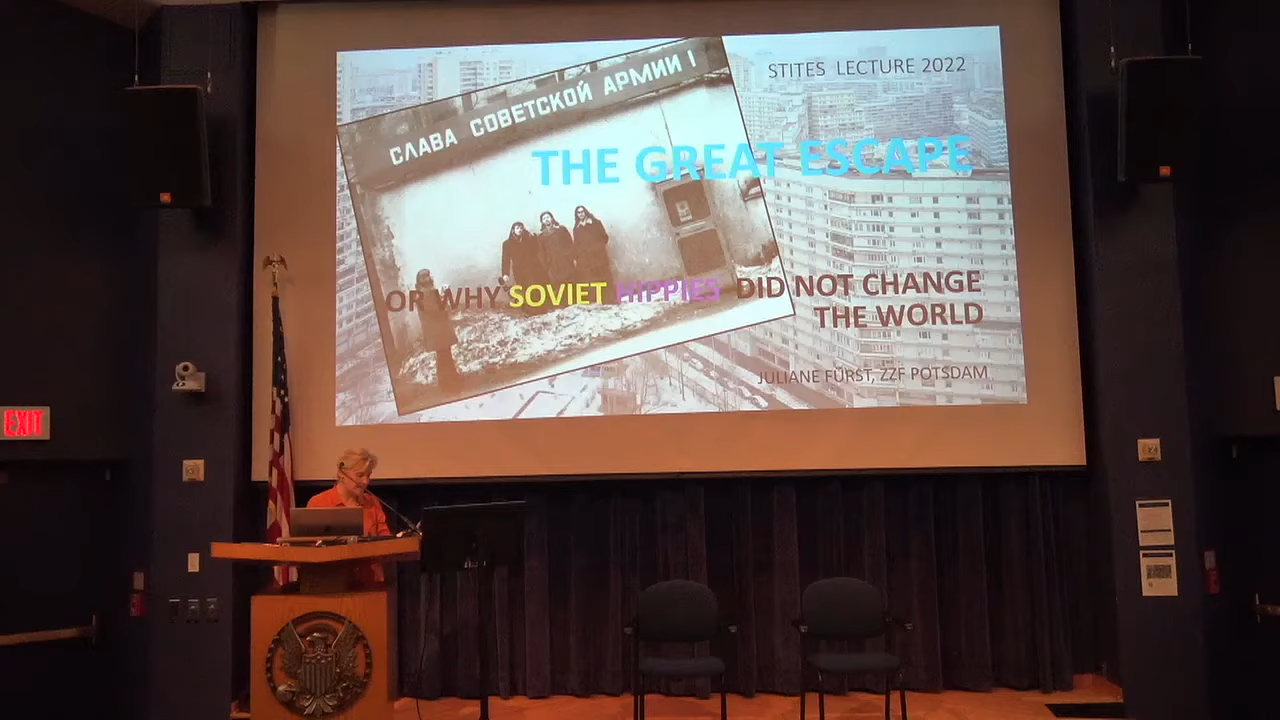 STITES LECTURE 2022
СЛАВА СОВЕТСКОЙ АРМИИ !
THE GREAT ESCAPE
OR WHY SOVIET HIPPIES DID NOT CHANGE
THE WORLD
JULIANE FÜRST, ZZF POTSDAM
EXIT